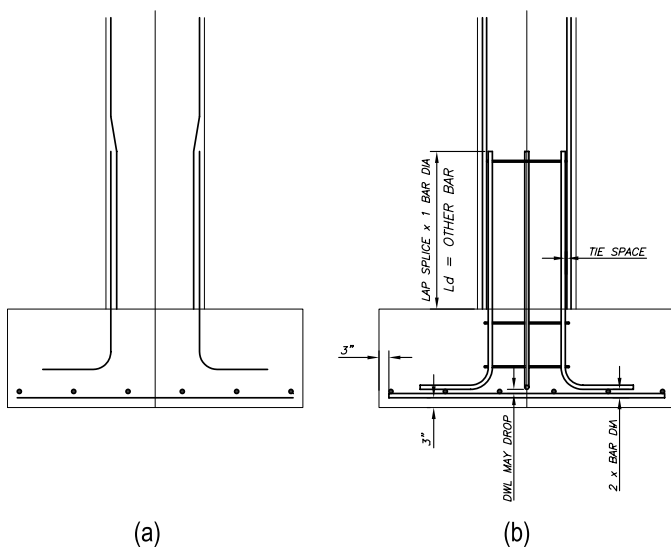 LAP SPLICE x 1 BAR DIA
Ld = OTHER BAR
TIE SPACE
3"
3"
DWL MAY DROP
2 x BAR DIA
(a)
(b)